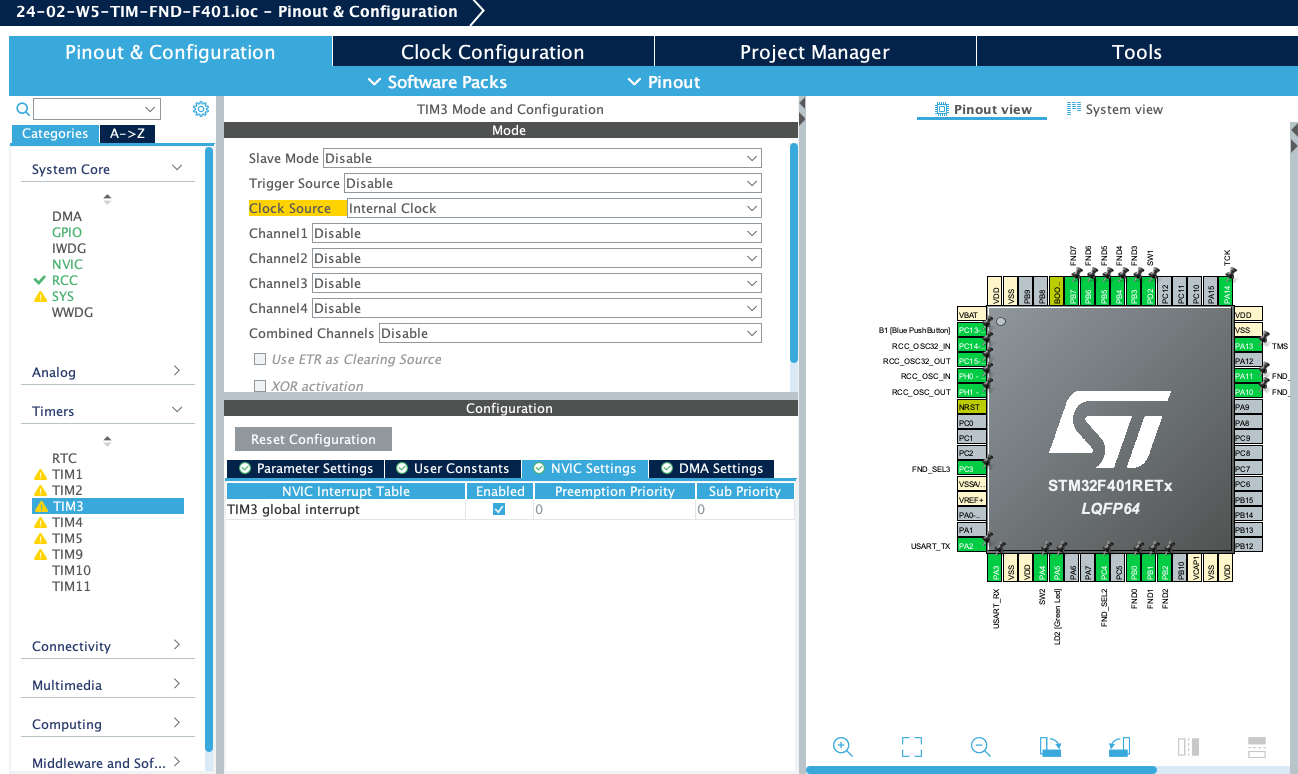 24-02-W5-TIM-FND-F401.ioc - Pinout & Configuration
Pinout & Configuration
Clock Configuration
Project Manager
Tools
Software Packs
Pinout
Categories
A->Z
System Core
DMA
GPIO
IWDG
NVIC
RCC
SYS
WWDG
Analog
Timers
RTC
TIM1
TIM2
TIM3
TIM4
TIM5
TIM9
TIM10
TIM11
Connectivity
Multimedia
Computing
Middleware and Sof...
TIM3 Mode and Configuration
Mode
Slave Mode Disable
Trigger Source Disable
Clock Source Internal Clock
Channel1 Disable
Channel2 Disable
Channel3 Disable
Channel4 Disable
Combined Channels Disable
Use ETR as Clearing Source
XOR activation
Configuration
Reset Configuration
Parameter Settings
User Constants
NVIC Settings
DMA Settings
NVIC Interrupt Table Enabled Preemption Priority Sub Priority
TIM3 global interrupt 0 0
Pinout view
System view
FND7
FND6
FND5
FND4
FND3
SW1
TCK
VDD
VSS
PB9
PB8
BOO...
PB7
PB6
PB5
PB4
PB3
PD2
PC12
PC11
PC10
PA15
PA14
VBAT
B1 [Blue PushButton] PC13-..
RCC_OSC32_IN PC14-..
RCC_OSC32_OUT PC15-..
RCC_OSC_IN PH0 -..
RCC_OSC_OUT PH1 -..
NRST
PC0
PC1
PC2
FND_SEL3 PC3
VSSA/..
VREF+
PA0-..
PA1
USART_TX PA2
VDD
VSS
PA13 TMS
PA12
PA11 FND_
PA10 FND_
PA9
PA8
PC9
PC8
PC7
PC6
PB15
PB14
PB13
PB12
STM32F401RETx
LQFP64
PA3
VSS
VDD
PA4
PA5
PA6
PA7
PC4
PC5
PB0
PB1
PB2
PB10
VCAP1
VSS
VDD
USART_RX
SW2
LD2 [Green Led]
FND_SEL2
FND0
FND1
FND2